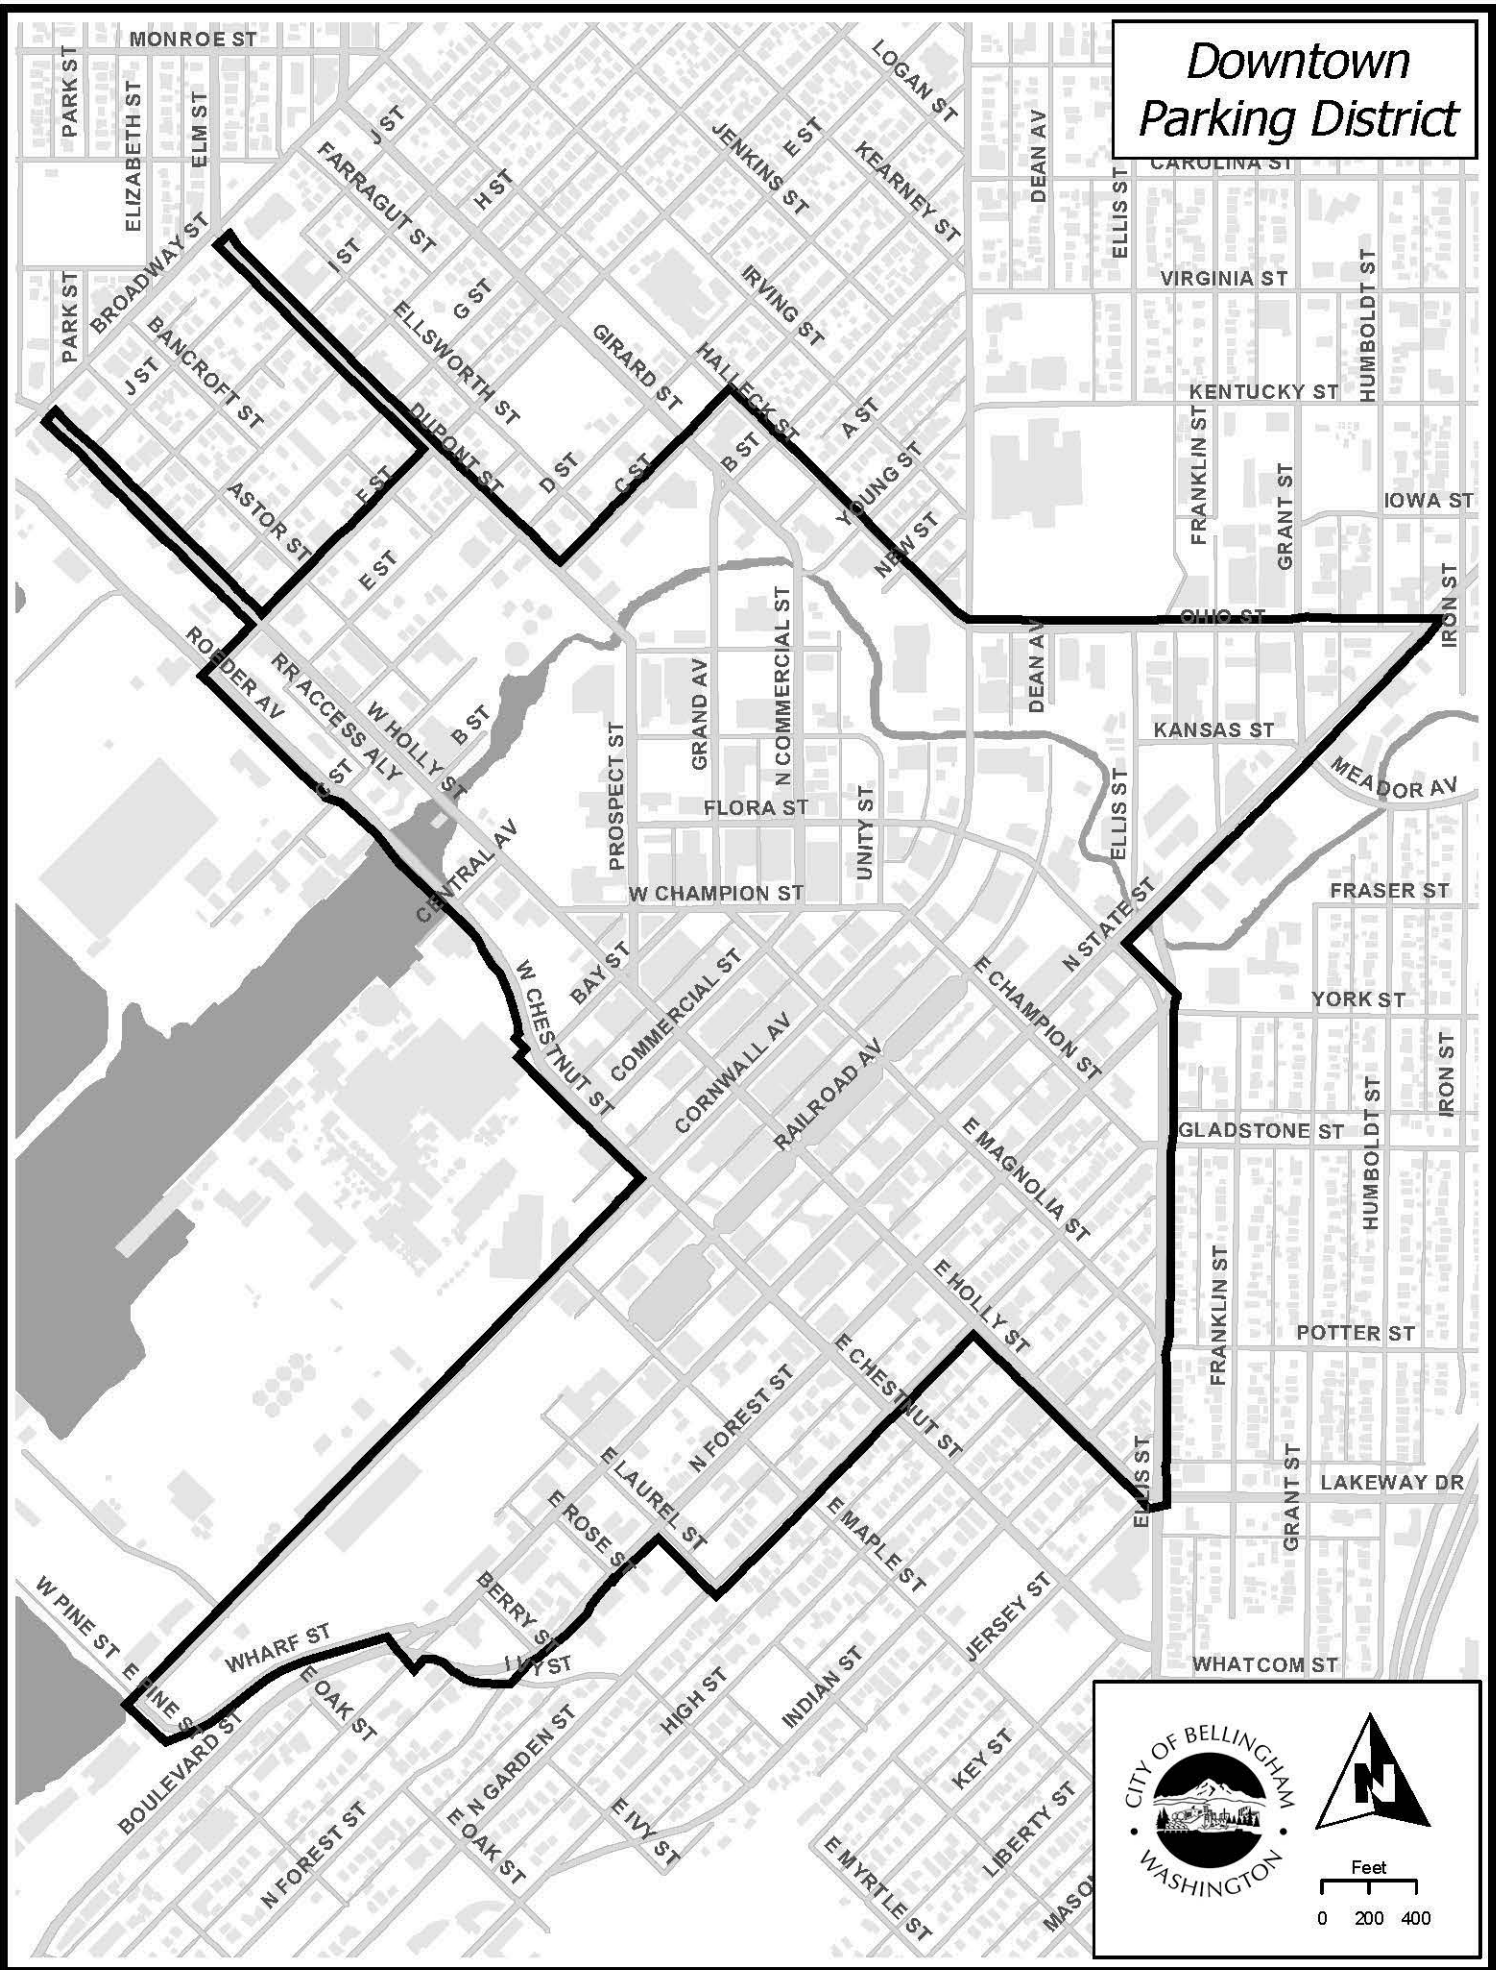 Downtown
Parking District
MONROE ST
PARK ST
ELIZABETH ST
ELM ST
J ST
FARRAGUT ST
H ST
I ST
G ST
LOGAN ST
E ST
JENKINS ST
KEARNEY ST
DEAN AV
CAROLINA ST
ELLIS ST
VIRGINIA ST
HUMBOLDT ST
BROADWAY ST
PARK ST
BANCROFT ST
J ST
ELLSWORTH ST
IRVING ST
GIRARD ST
HALLECK ST
KENTUCKY ST
A ST
B ST
YOUNG ST
NEW ST
FRANKLIN ST
GRANT ST
IOWA ST
DUPONT ST
D ST
C ST
F ST
ASTOR ST
E ST
OHIO ST
IRON ST
ROEDER AV
RR ACCESS ALY
W HOLLY ST
B ST
C ST
PROSPECT ST
GRAND AV
N COMMERCIAL ST
DEAN AV
KANSAS ST
MEADOR AV
FLORA ST
UNITY ST
ELLIS ST
CENTRAL AV
W CHAMPION ST
FRASER ST
N STATE ST
BAY ST
W CHESTNUT ST
COMMERCIAL ST
CORNWALL AV
RAILROAD AV
E CHAMPION ST
YORK ST
IRON ST
HUMBOLDT ST
GLADSTONE ST
E MAGNOLIA ST
E HOLLY ST
FRANKLIN ST
POTTER ST
E CHESTNUT ST
N FOREST ST
E LAUREL ST
E ROSE ST
E MAPLE ST
ELLIS ST
LAKEWAY DR
GRANT ST
BERRY ST
IVY ST
JERSEY ST
W PINE ST
E PINE ST
WHARF ST
E OAK ST
BOULEVARD ST
HIGH ST
INDIAN ST
WHATCOM ST
N GARDEN ST
KEY ST
E OAK ST
E IVY ST
N FOREST ST
LIBERTY ST
E MYRTLE ST
MASO
CITY OF BELLINGHAM
WASHINGTON
N
Feet
0 200 400